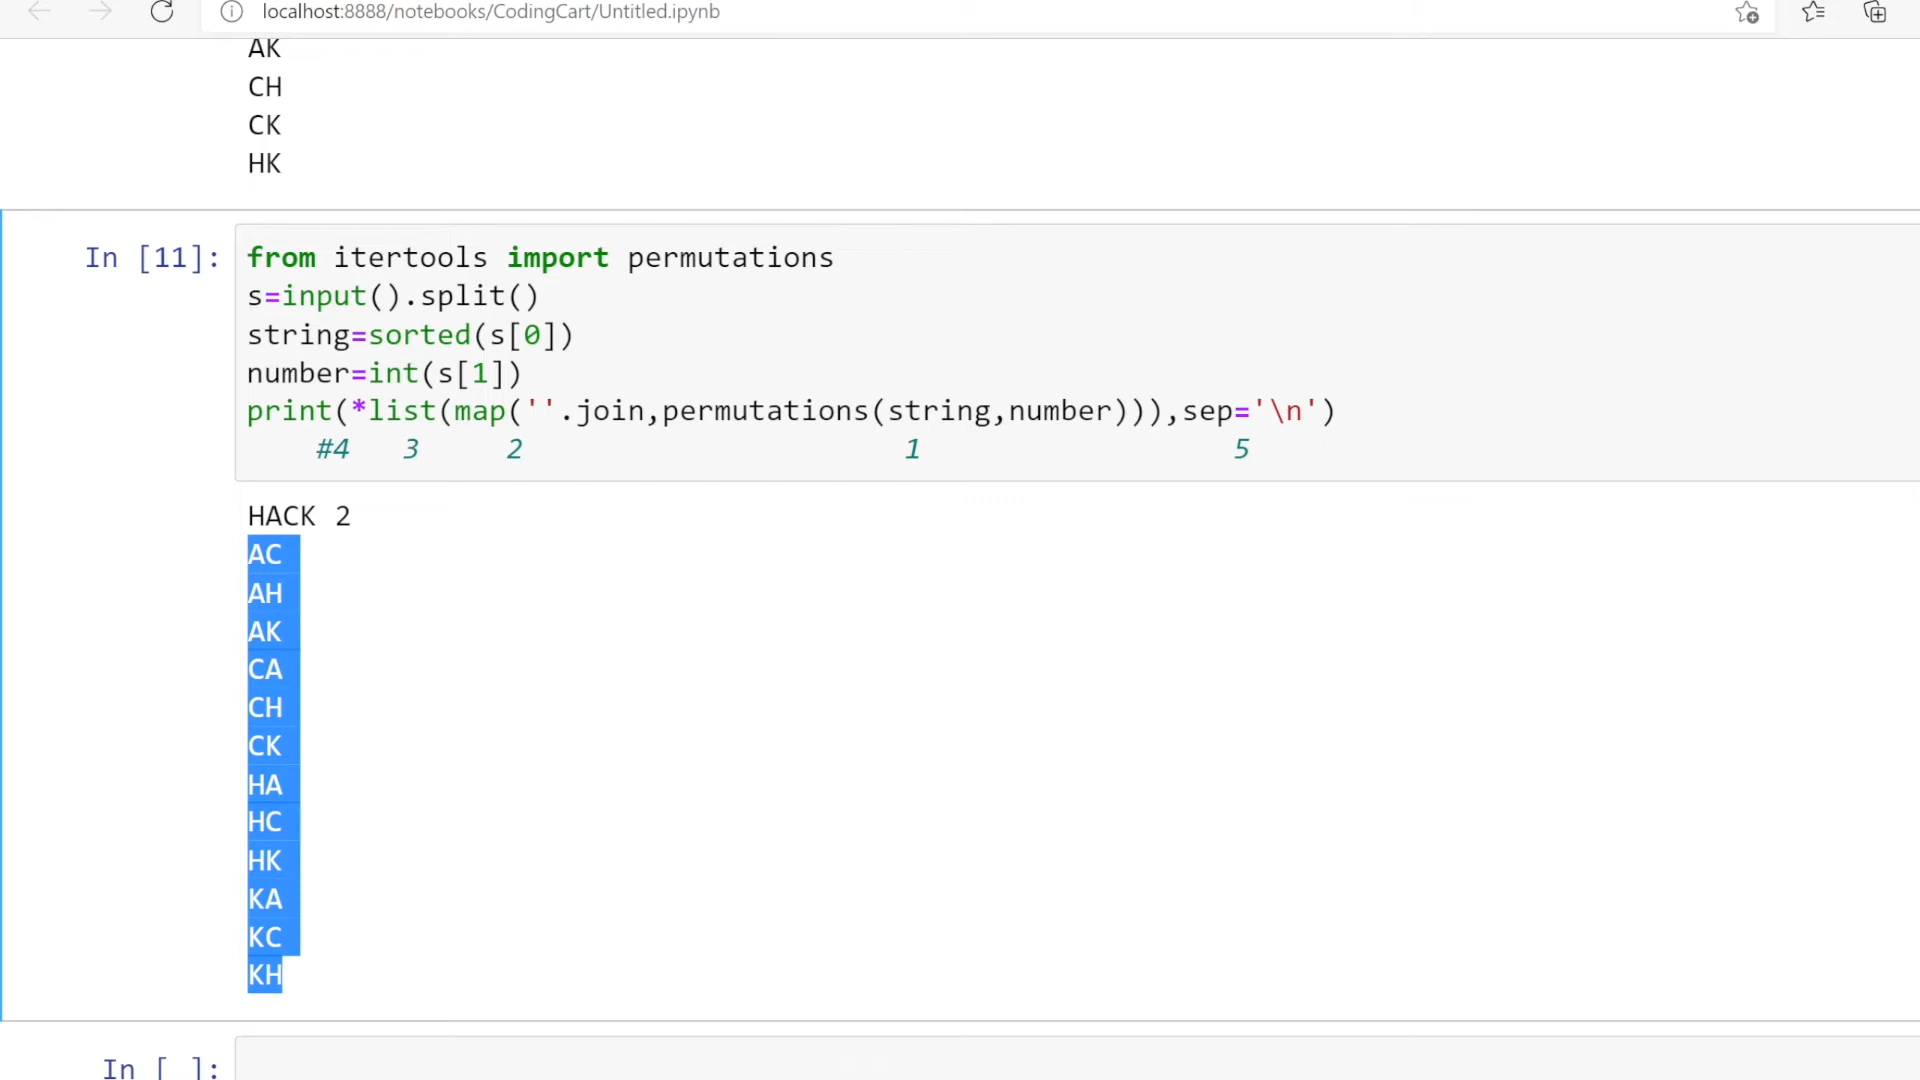 localhost:8888/notebooks/CodingCart/Untitled.ipynb
AK
CH
CK
HK
In [11]: from itertools import permutations
s=input().split()
string=sorted(s[0])
number=int(s[1])
print(*list(map(''.join,permutations(string,number))),sep='\n')
#4 3 2 1 5
HACK 2
AC
AH
AK
CA
CH
CK
HA
HC
HK
KA
KC
KH
In [ ]: